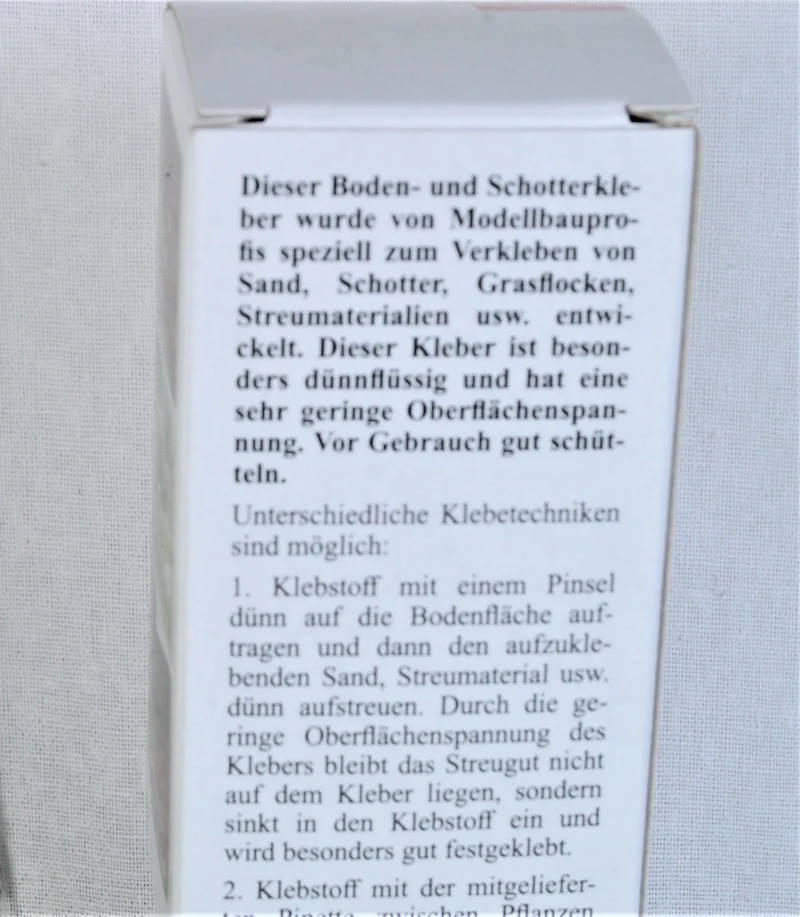 Dieser Boden- und Schotterkle-
ber wurde von Modellbaupro-
fis speziell zum Verkleben von
Sand, Schotter, Grasflocken,
Streumaterialien usw. entwi-
ckelt. Dieser Kleber ist beson-
ders dünnflüssig und hat eine
sehr geringe Oberflächenspan-
nung. Vor Gebrauch gut schüt-
teln.
Unterschiedliche Klebetechniken
sind möglich:
1. Klebstoff mit einem Pinsel
dünn auf die Bodenfläche auf-
tragen und dann den aufzukle-
benden Sand, Streumaterial usw.
dünn aufstreuen. Durch die ge-
ringe Oberflächenspannung des
Klebers bleibt das Streugut nicht
auf dem Kleber liegen, sondern
sinkt in den Klebstoff ein und
wird besonders gut festgeklebt.
2. Klebstoff mit der mitgeliefer-
ten Pipette zwischen Pflanzen